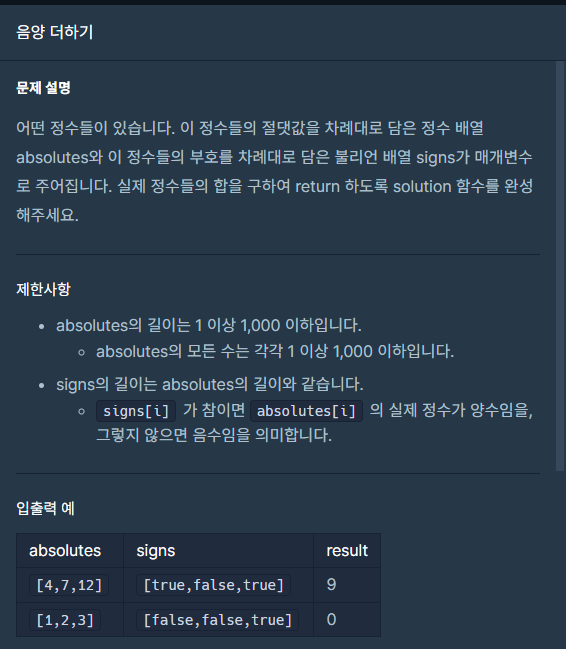 음양 더하기
문제 설명
어떤 정수들이 있습니다. 이 정수들의 절댓값을 차례대로 담은 정수 배열
absolutes와 이 정수들의 부호를 차례대로 담은 불리언 배열 signs가 매개변수
로 주어집니다. 실제 정수들의 합을 구하여 return 하도록 solution 함수를 완성
해주세요.
제한사항
• absolutes의 길이는 1 이상 1,000 이하입니다.
◦ absolutes의 모든 수는 각각 1 이상 1,000 이하입니다.
• signs의 길이는 absolutes의 길이와 같습니다.
◦ signs[i] 가 참이면 absolutes[i] 의 실제 정수가 양수임을,
그렇지 않으면 음수임을 의미합니다.
입출력 예
absolutes signs result
[4,7,12] [true,false,true] 9
[1,2,3] [false,false,true] 0